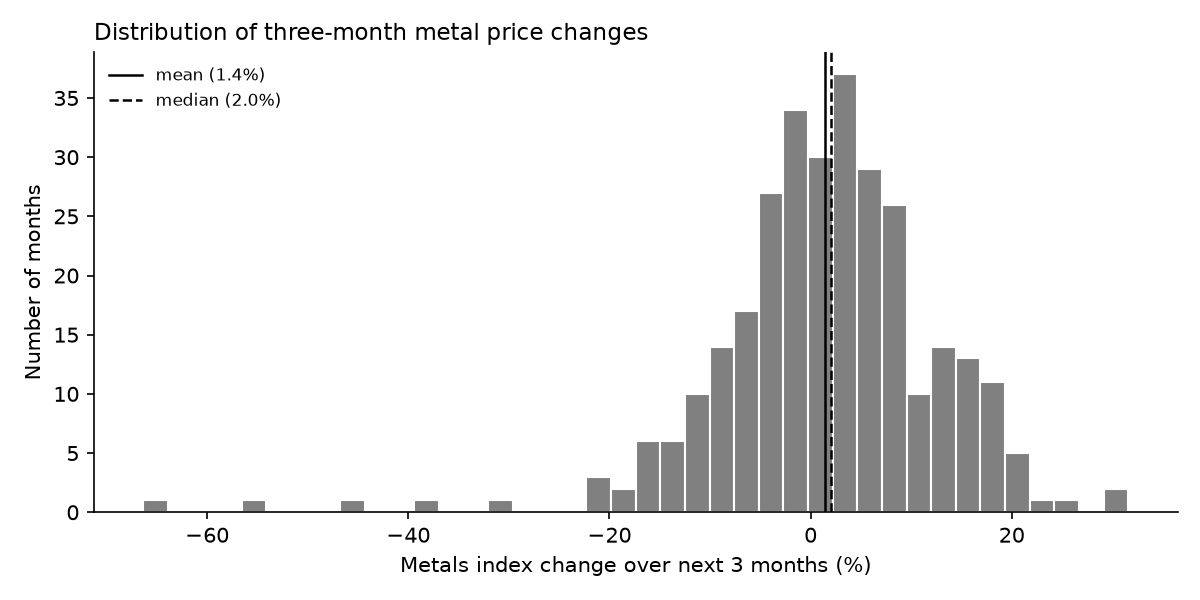 Distribution of three-month metal price changes
mean (1.4%)
median (2.0%)
Number of months
35
30
25
20
15
10
5
0
−60
−40
−20
0
20
Metals index change over next 3 months (%)